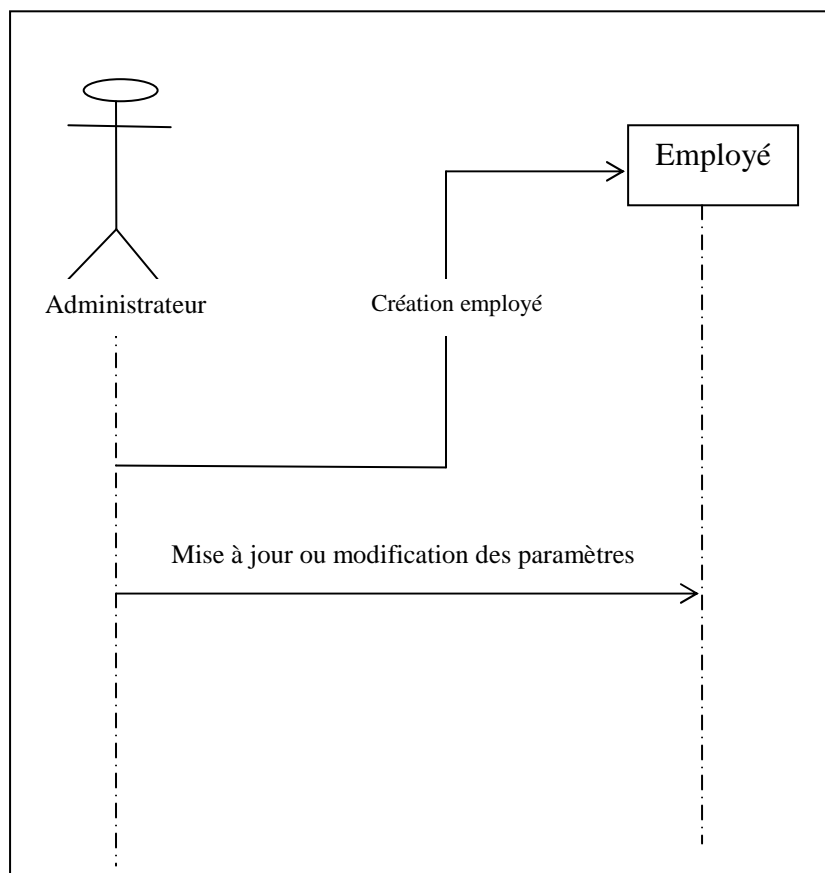 Employé
Administrateur
Création employé
Mise à jour ou modification des paramètres